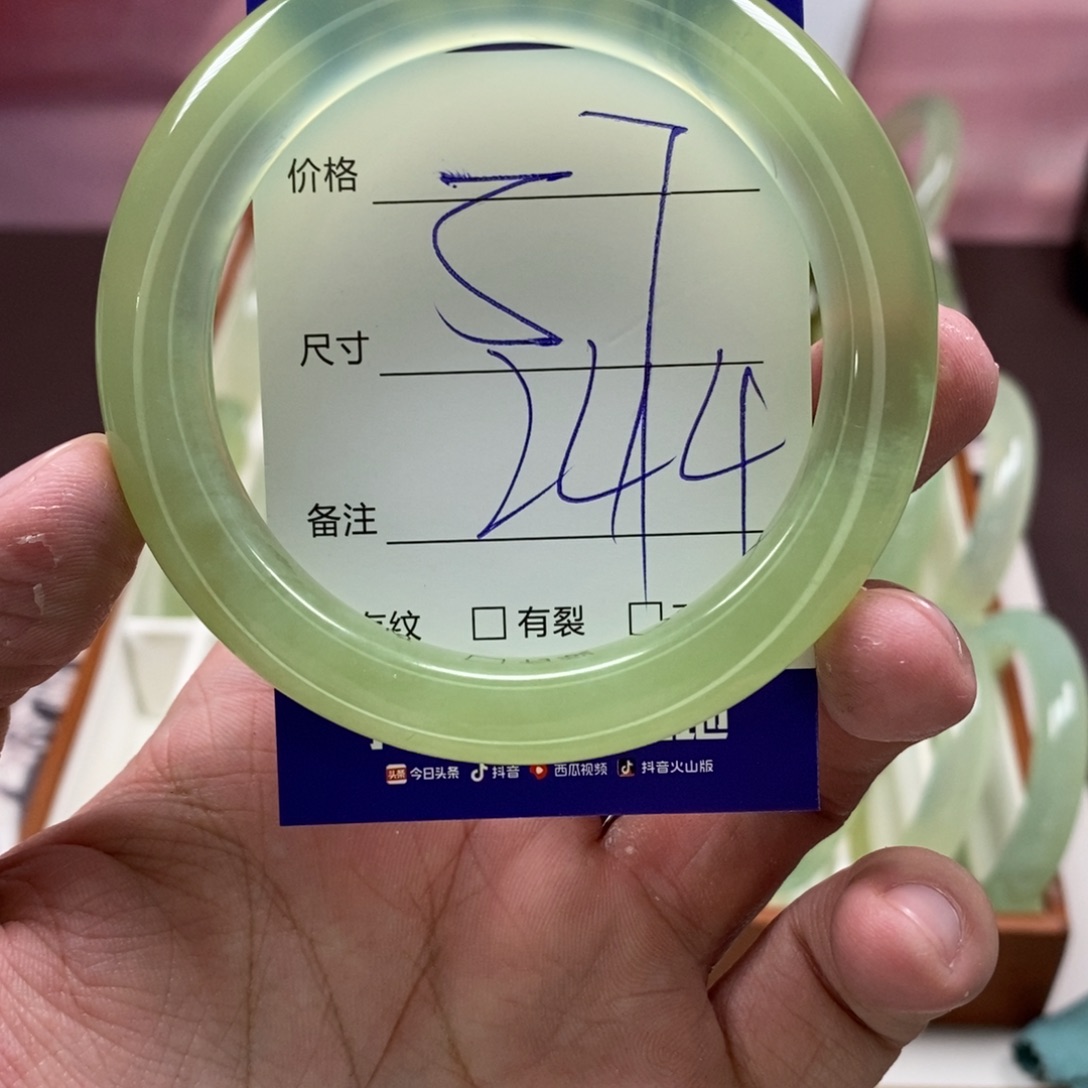 价格
57
尺寸
244
备注
纹 □ 有裂 □
今日头条 抖音 西瓜视频 抖音火山版